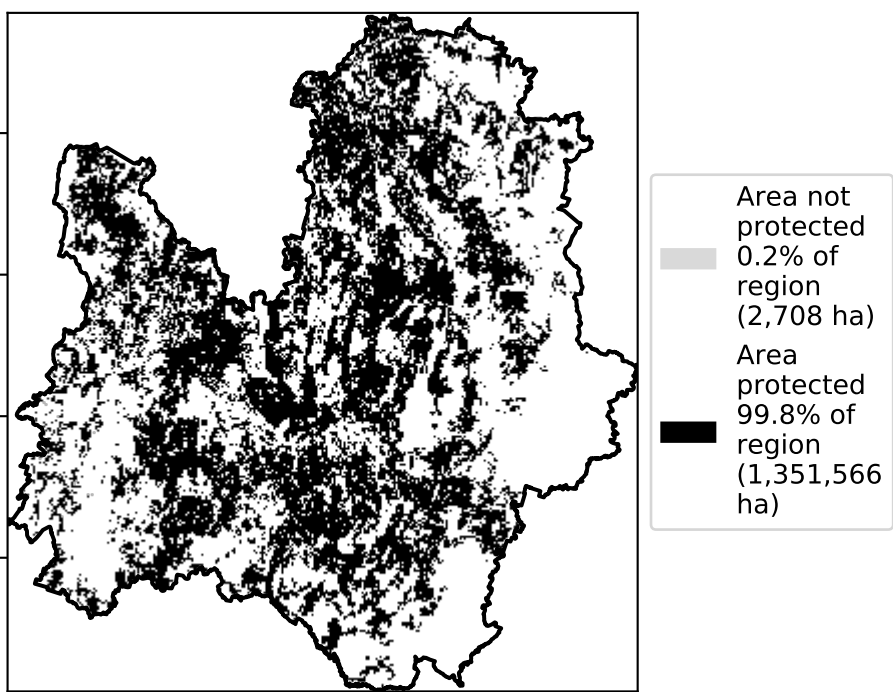 Area not
protected
0.2% of
region
(2,708 ha)
Area
protected
99.8% of
region
(1,351,566
ha)